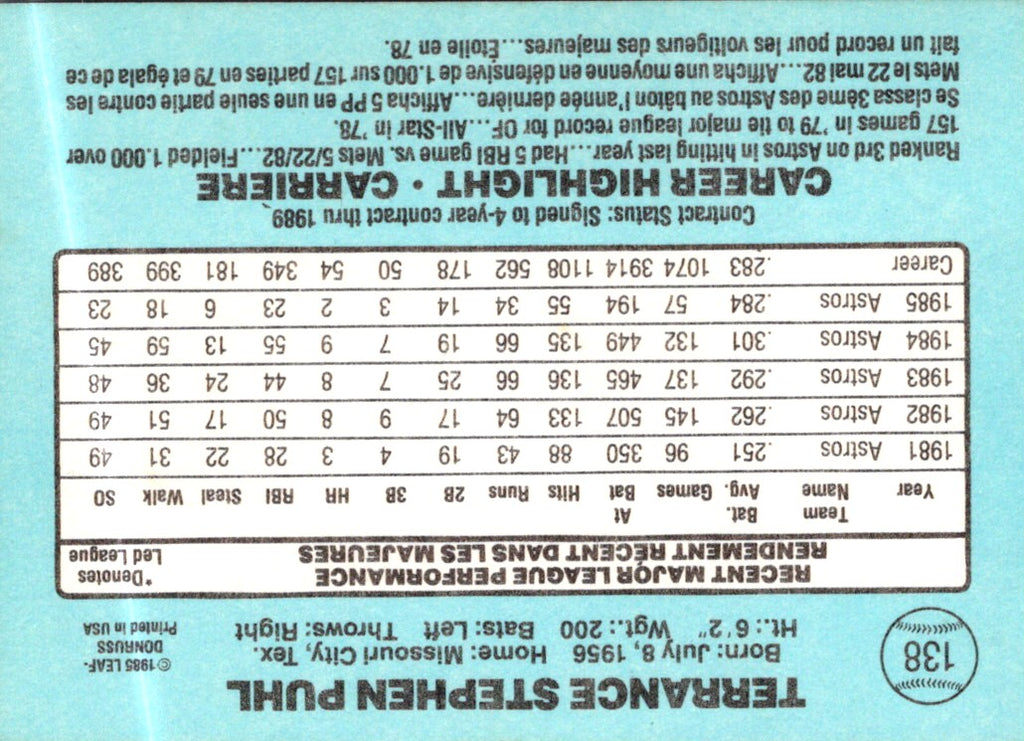 138
TERRANCE STEPHEN PUHL
Born: July 8, 1956 Home: Missouri City, Tex.
Ht.: 6'2" Wgt.: 200 Bats: Left Throws: Right
©1985 LEAF-
DONRUSS
Printed in USA
RECENT MAJOR LEAGUE PERFORMANCE
RENDEMENT RÉCENT DANS LES MAJEURES
*Denotes
Led League
Year Team Name Bat. Avg. Games At Bat Hits Runs 2B 3B HR RBI Steal Walk SO
1981 Astros .251 96 350 88 43 19 4 3 28 22 31 49
1982 Astros .262 145 507 133 64 17 9 8 50 17 51 49
1983 Astros .292 137 465 136 66 25 7 8 44 24 36 48
1984 Astros .301 132 449 135 66 19 7 9 55 13 59 45
1985 Astros .284 57 194 55 34 14 3 2 23 6 18 23
Career .283 1074 3914 1108 562 178 50 54 349 181 399 389
Contract Status: Signed to 4-year contract thru 1989
CAREER HIGHLIGHT · CARRIERE
Ranked 3rd on Astros in hitting last year...Had 5 RBI game vs. Mets 5/22/82...Fielded 1.000 over
157 games in '79 to tie major league record for OF...All-Star in '78.
Se classa 3ème des Astros au bâton l'année dernière...Afficha 5 PP en une seule partie contre les
Mets le 22 mai 82...Afficha une moyenne en défensive de 1.000 sur 157 parties en 79 et égala de ce
fait un record pour les voltigeurs des majeures...Étoile en 78.